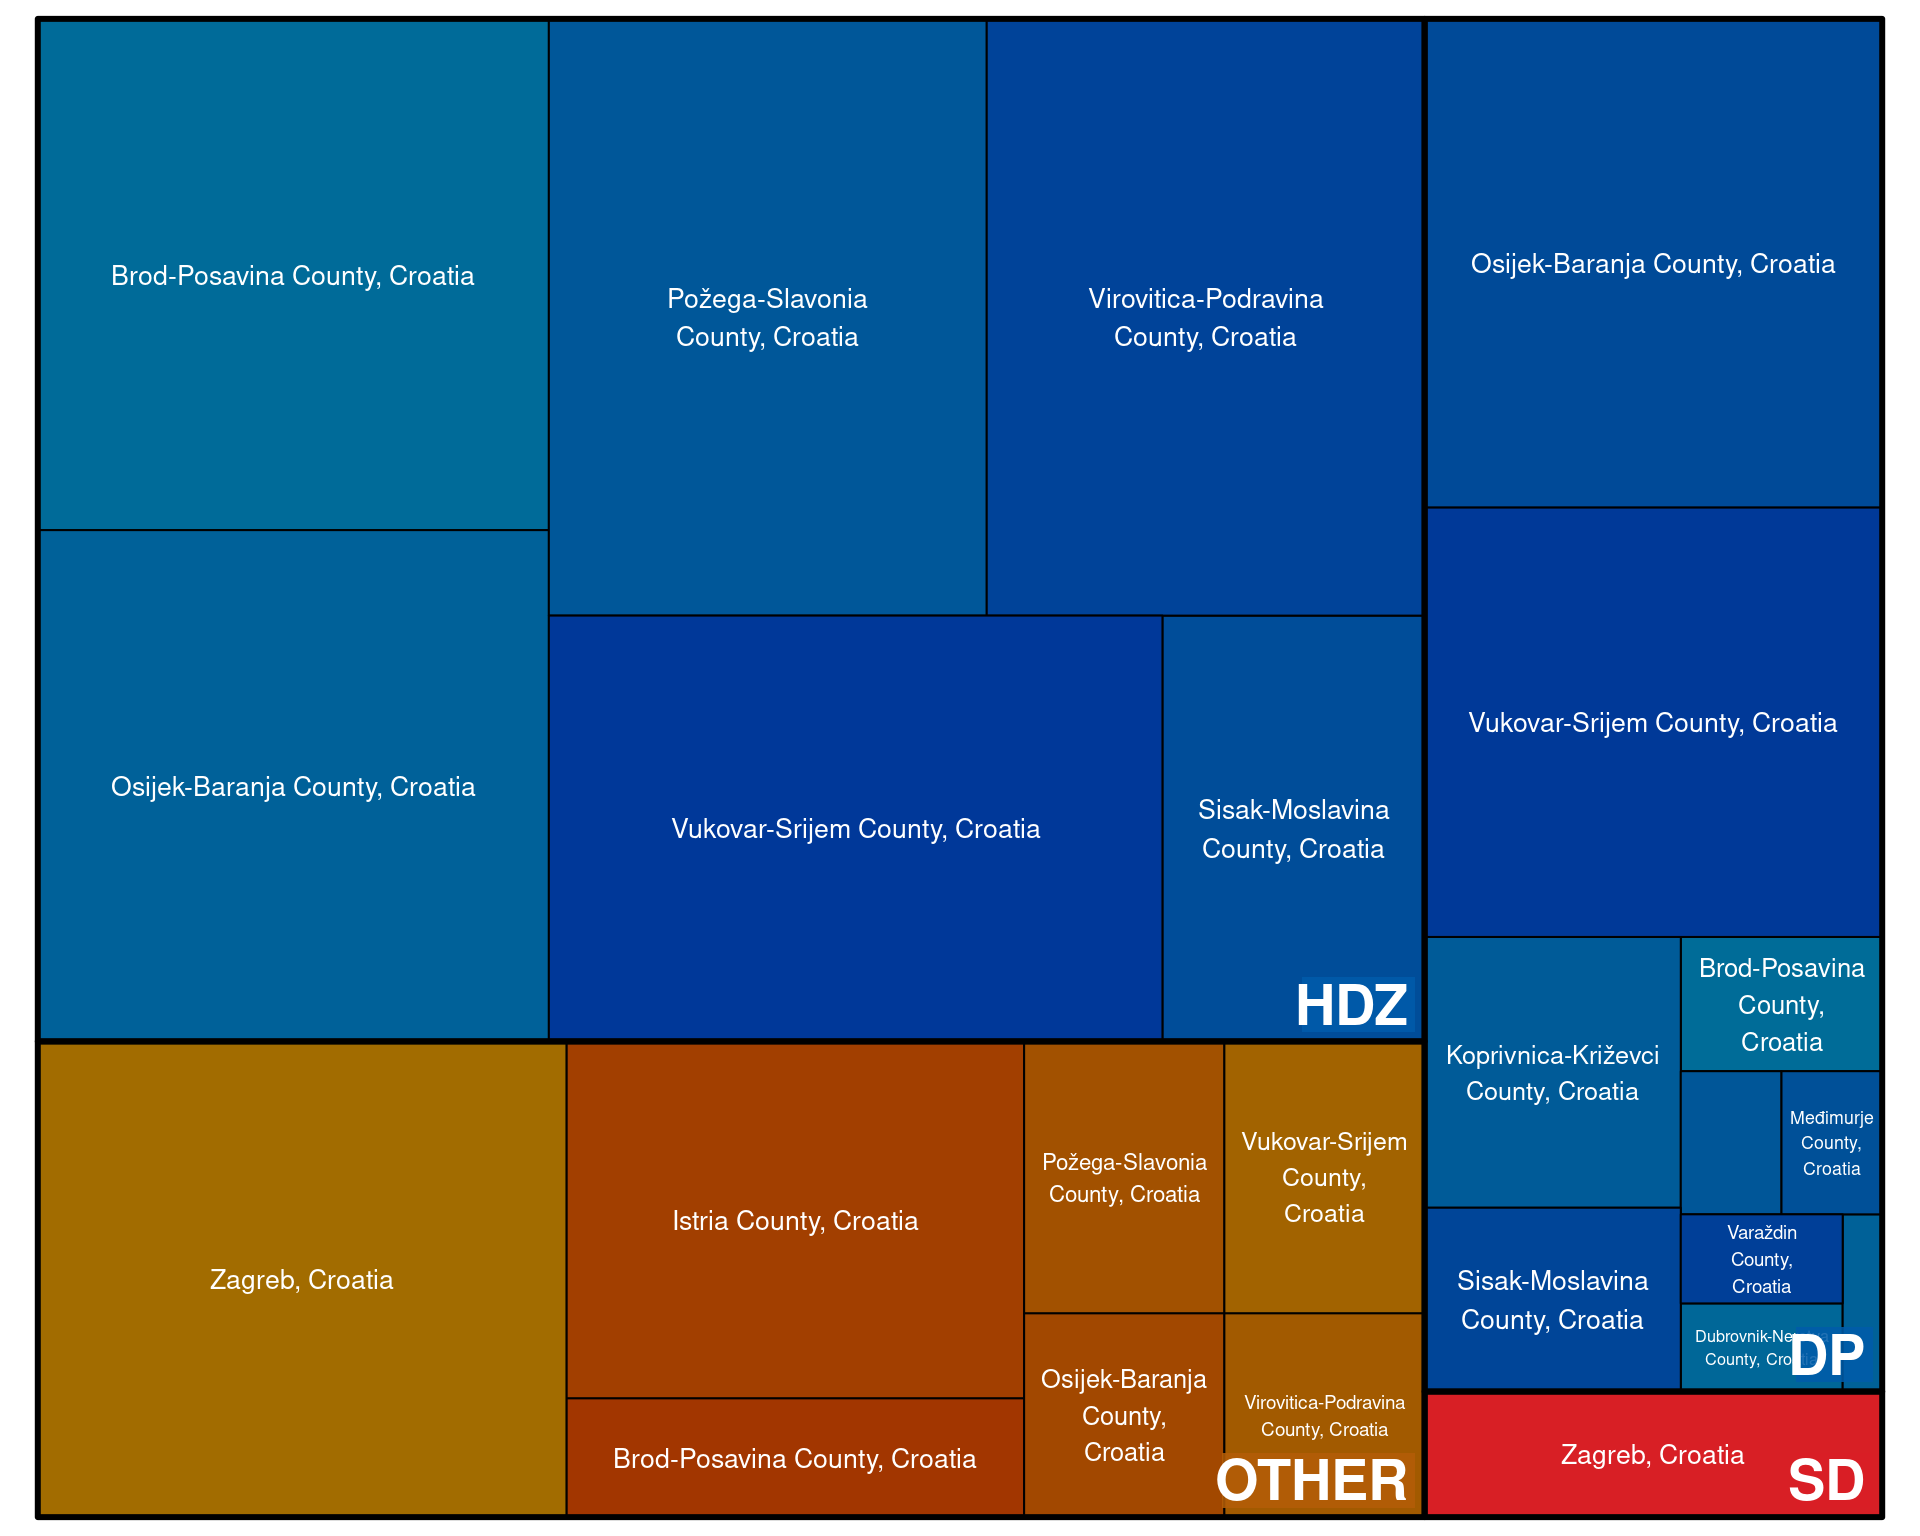 Brod-Posavina County, Croatia
Osijek-Baranja County, Croatia
Požega-Slavonia
County, Croatia
Virovitica-Podravina
County, Croatia
Vukovar-Srijem County, Croatia
Sisak-Moslavina
County, Croatia
HDZ
Osijek-Baranja County, Croatia
Vukovar-Srijem County, Croatia
Koprivnica-Križevci
County, Croatia
Brod-Posavina
County,
Croatia
Međimurje
County,
Croatia
Sisak-Moslavina
County, Croatia
Varaždin
County,
Croatia
County,
DP
Zagreb, Croatia
Istria County, Croatia
Brod-Posavina County, Croatia
Požega-Slavonia
County, Croatia
Vukovar-Srijem
County,
Croatia
Osijek-Baranja
County,
Croatia
Virovitica-Podravina
County, Croatia
OTHER
Zagreb, Croatia
SD